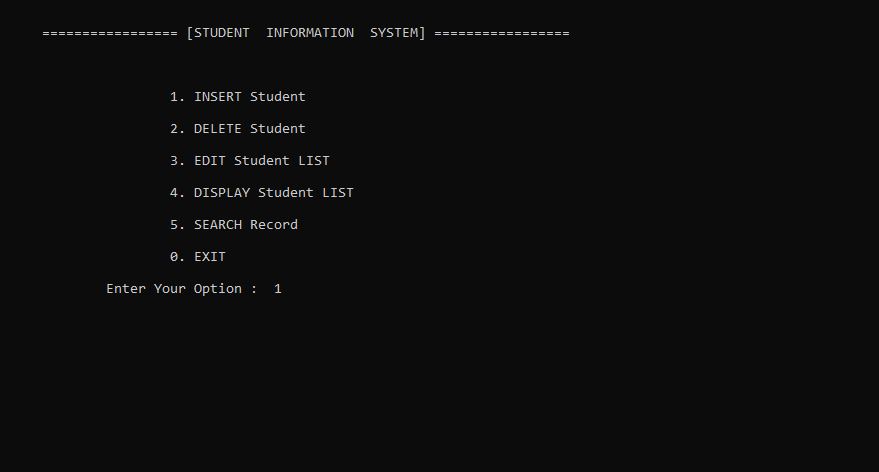 ================= [STUDENT  INFORMATION  SYSTEM] =================
1. INSERT Student
2. DELETE Student
3. EDIT Student LIST
4. DISPLAY Student LIST
5. SEARCH Record
0. EXIT
Enter Your Option :  1